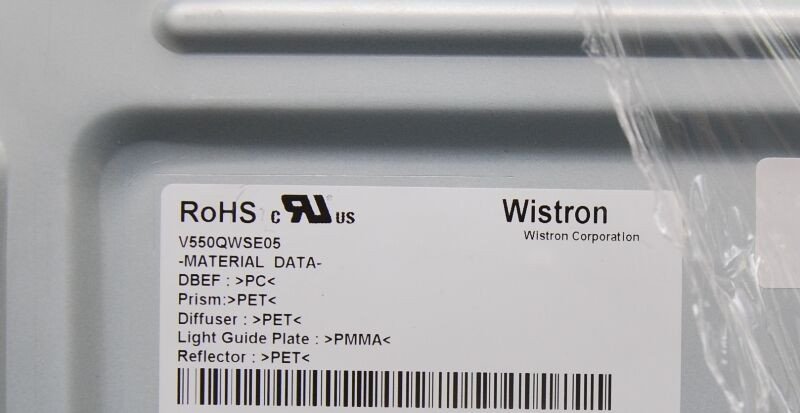 RoHS c RU US Wistron
Wistron Corporation
V550QWSE05
-MATERIAL DATA-
DBEF : >PC<
Prism:>PET<
Diffuser : >PET<
Light Guide Plate : >PMMA<
Reflector : >PET<